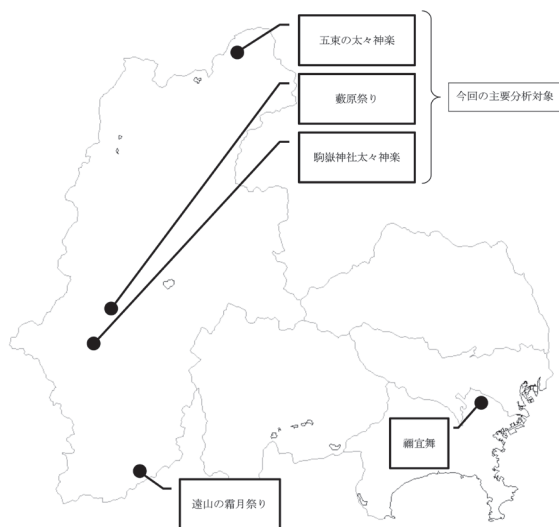 五束の太々神楽
藪原祭り
今回の主要分析対象
駒嶽神社太々神楽
禰宜舞
遠山の霜月祭り